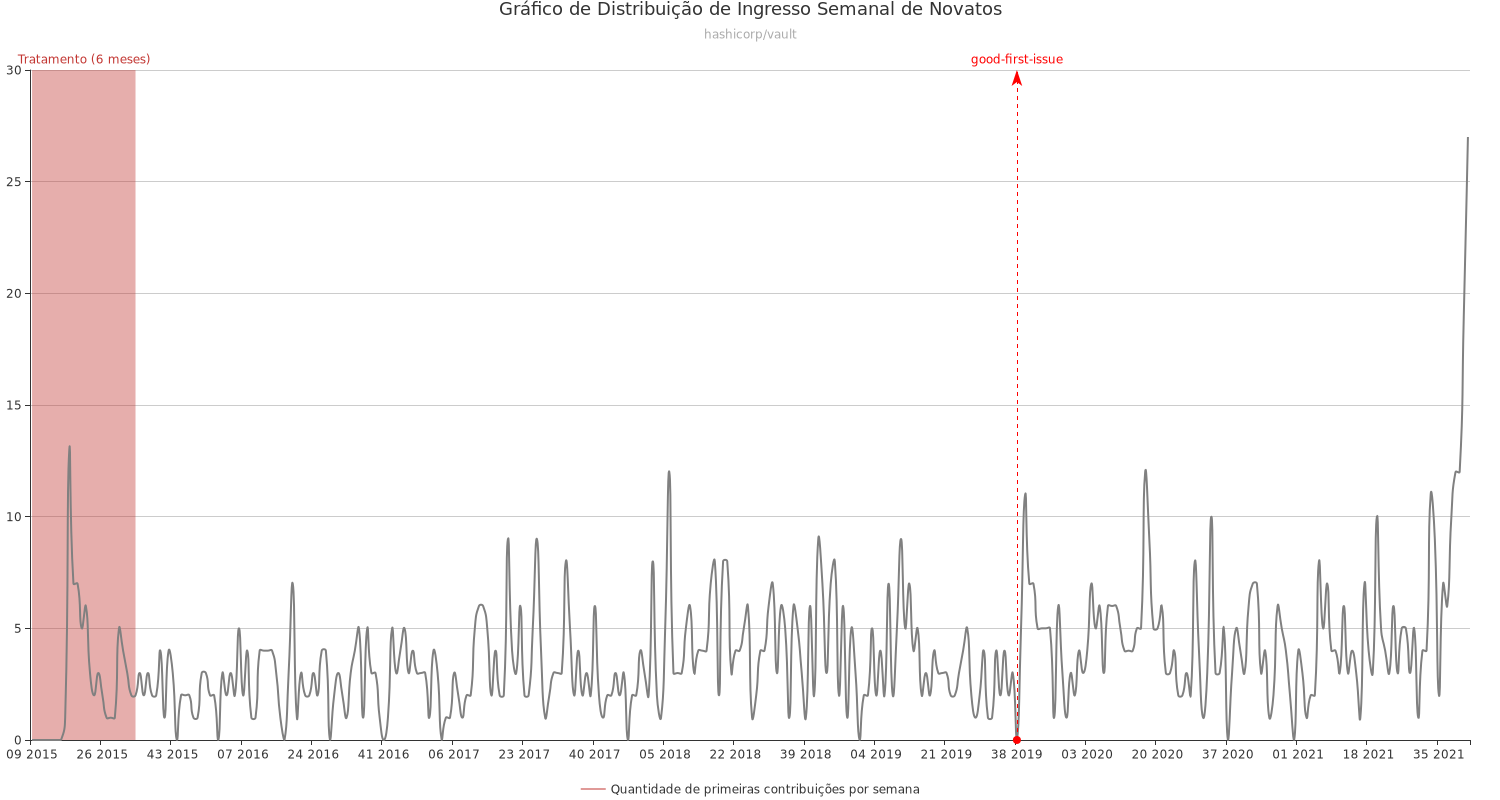 Gráfico de Distribuição de Ingresso Semanal de Novatos
hashicorp/vault
Tratamento (6 meses)
good-first-issue
30
25
20
15
10
5
0
09 2015 26 2015 43 2015 07 2016 24 2016 41 2016 06 2017 23 2017 40 2017 05 2018 22 2018 39 2018 04 2019 21 2019 38 2019 03 2020 20 2020 37 2020 01 2021 18 2021 35 2021
Quantidade de primeiras contribuições por semana